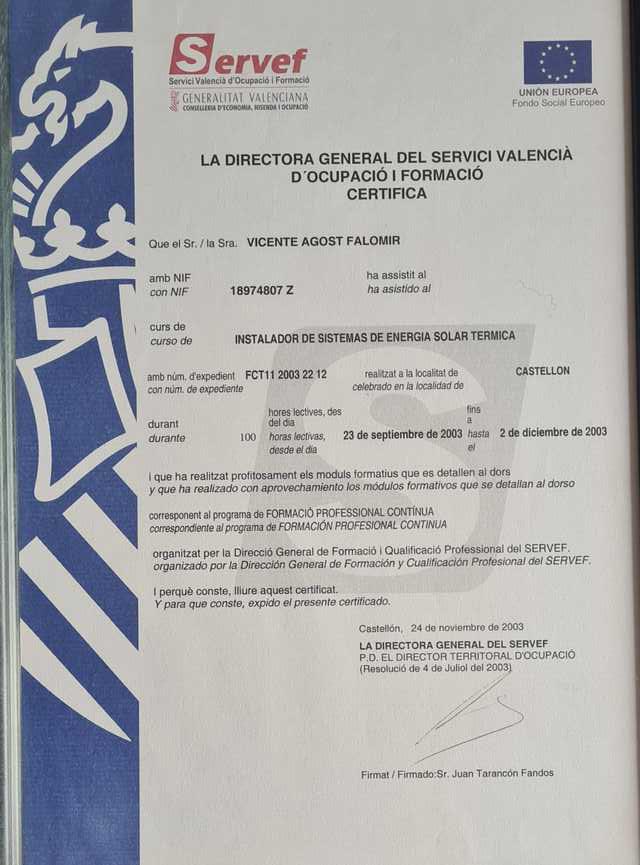 Servef
Servici Valencià d'Ocupació i Formació
GENERALITAT VALENCIANA
CONSELLERIA D'ECONOMIA, HISENDA I OCUPACIÓ
UNIÓN EUROPEA
Fondo Social Europeo
LA DIRECTORA GENERAL DEL SERVICI VALENCIÀ
D´OCUPACIÓ I FORMACIÓ
CERTIFICA
Que el Sr. / la Sra. VICENTE AGOST FALOMIR
amb NIF ha assistit al
con NIF 18974807 Z ha asistido al
curs de
curso de INSTALADOR DE SISTEMAS DE ENERGIA SOLAR TERMICA
amb núm. d'expedient FCT11 2003 22 12 realitzat a la localitat de CASTELLON
con núm. de expediente celebrado en la localidad de
hores lectives, des fins
durant del dia a
durante 100 horas lectivas, 23 de septiembre de 2003 hasta 2 de diciembre de 2003
desde el día el
i que ha realitzat profitosament els moduls formatius que es detallen al dors
y que ha realizado con aprovechamiento los módulos formativos que se detallan al dorso
corresponent al programa de FORMACIÓ PROFESSIONAL CONTÍNUA
correspondiente al programa de FORMACIÓN PROFESIONAL CONTINUA
organitzat per la Direcció General de Formació i Qualificació Professional del SERVEF.
organizado por la Dirección General de Formación y Cualificación Profesional del SERVEF.
I perquè conste, lliure aquest certificat.
Y para que conste, expido el presente certificado.
Castellón, 24 de noviembre de 2003
LA DIRECTORA GENERAL DEL SERVEF
P.D. EL DIRECTOR TERRITORAL D'OCUPACIÓ
(Resolució de 4 de Juliol del 2003)
Firmat / Firmado:Sr. Juan Tarancón Fandos